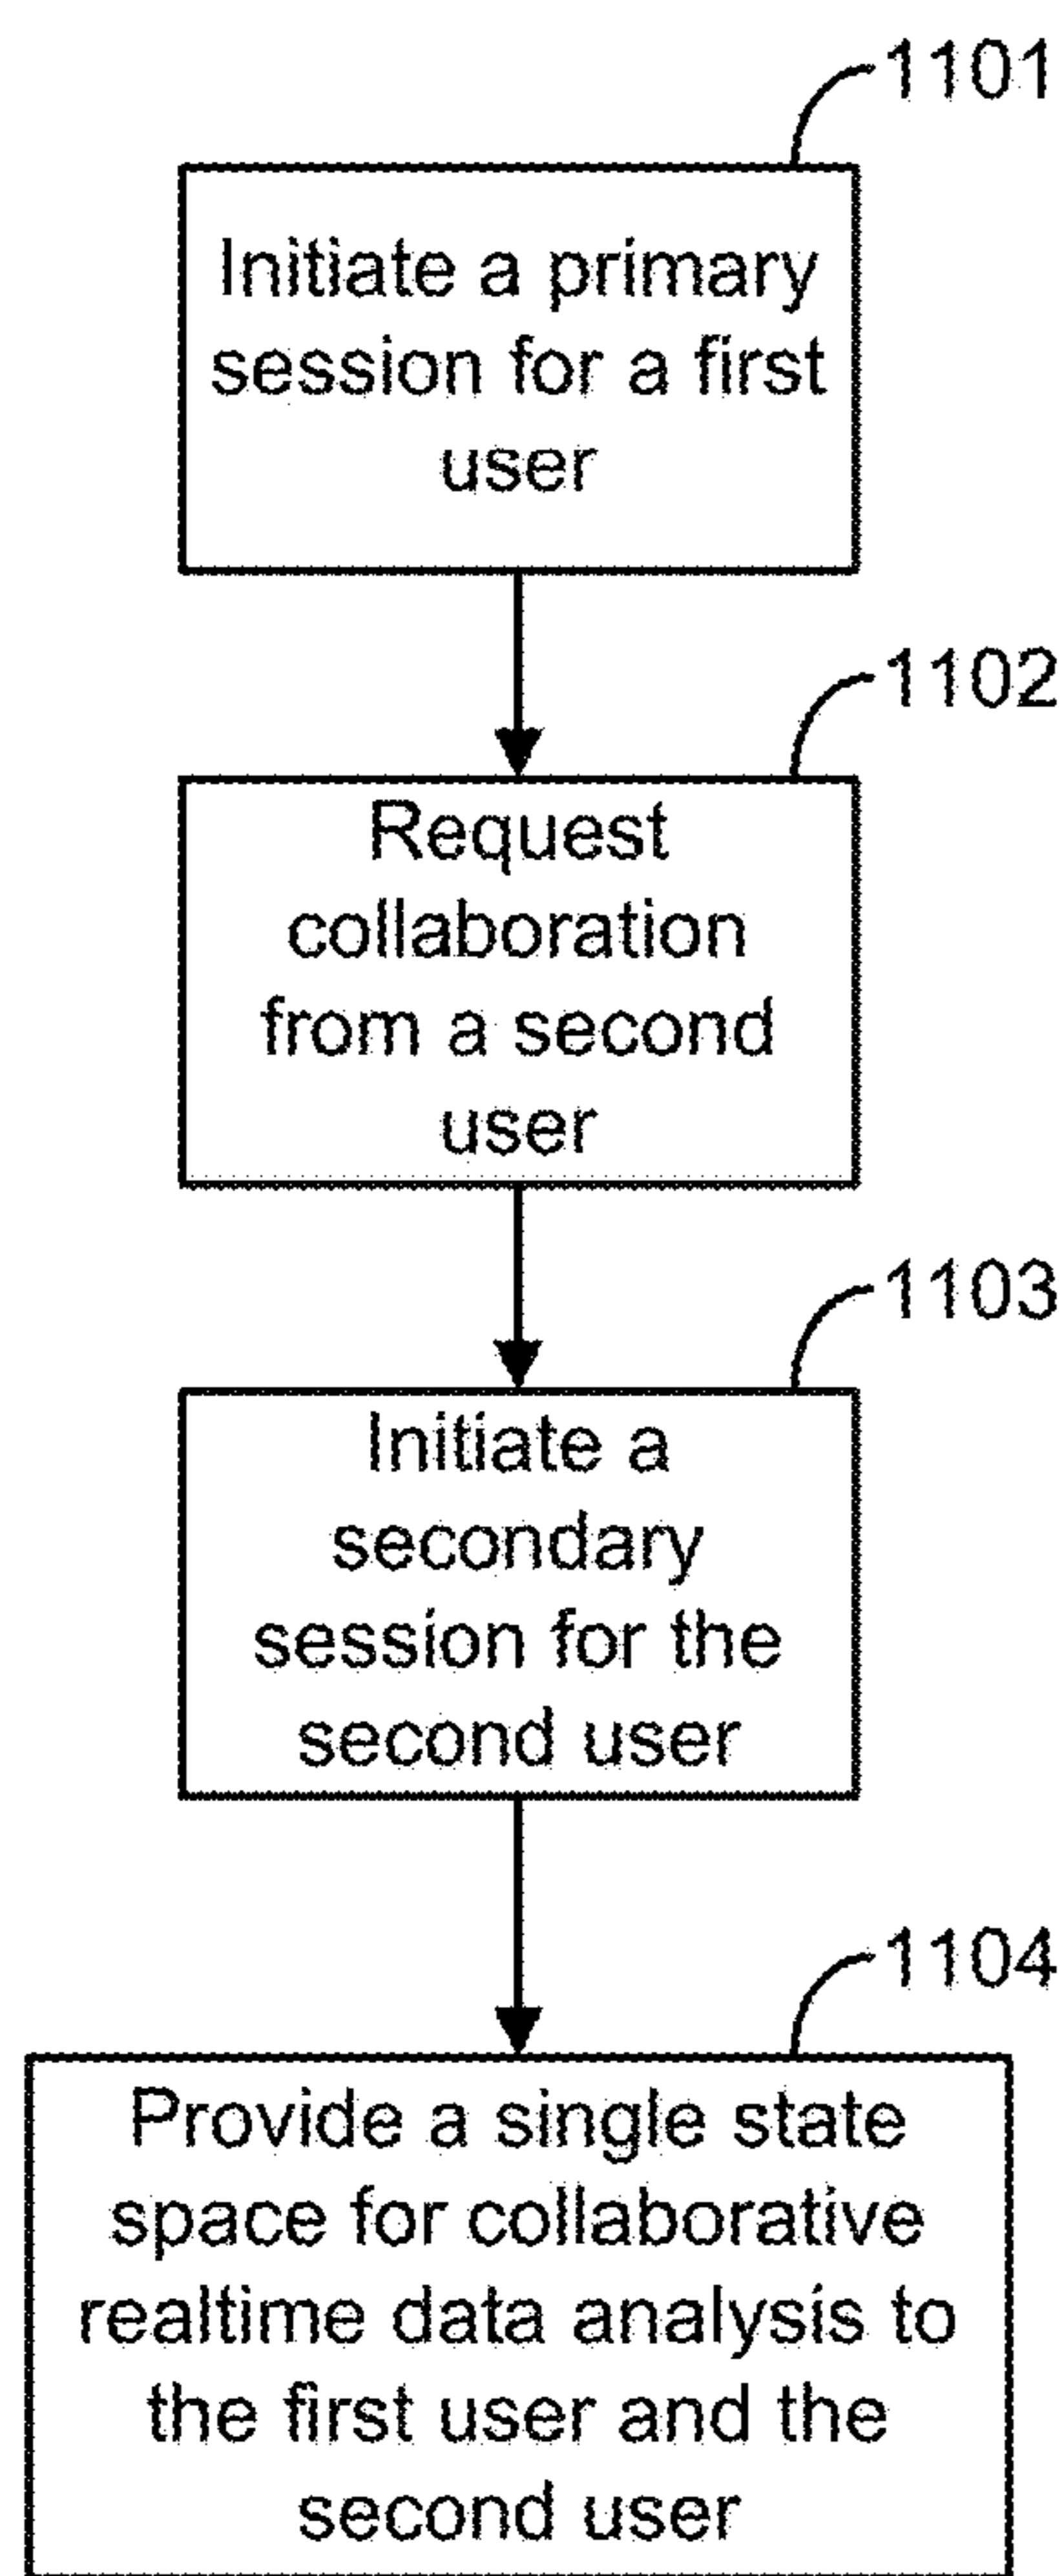 1101
Initiate a primary
session for a first
user
1102
Request
collaboration
from a second
user
1103
Initiate a
secondary
session for the
second user
1104
Provide a single state
space for collaborative
realtime data analysis to
the first user and the
second user